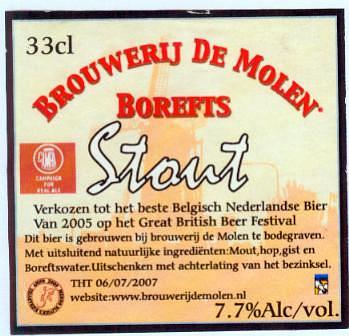 33cl
BROUWERIJ DE MOLEN
BOREFTS
Stout
CAMPAIGN
FOR
REAL ALE
Verkozen tot het beste Belgisch Nederlandse Bier
Van 2005 op het Great British Beer Festival
Dit bier is gebrouwen bij brouwerij de Molen te bodegraven.
Met uitsluitend natuurlijke ingrediënten:Mout,hop,gist en
Boreftswater.Uitschenken met achterlating van het bezinksel.
THT 06/07/2007
website:www.brouwerijdemolen.nl
7.7%Alc/vol.